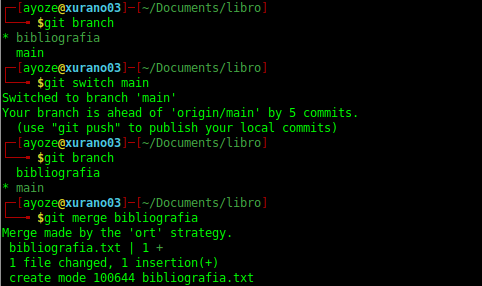 ┌─[ayoze@xurano03]─[~/Documents/libro]
└──╼ $git branch
* bibliografia
  main
┌─[ayoze@xurano03]─[~/Documents/libro]
└──╼ $git switch main
Switched to branch 'main'
Your branch is ahead of 'origin/main' by 5 commits.
  (use "git push" to publish your local commits)
┌─[ayoze@xurano03]─[~/Documents/libro]
└──╼ $git branch
  bibliografia
* main
┌─[ayoze@xurano03]─[~/Documents/libro]
└──╼ $git merge bibliografia
Merge made by the 'ort' strategy.
 bibliografia.txt | 1 +
 1 file changed, 1 insertion(+)
 create mode 100644 bibliografia.txt